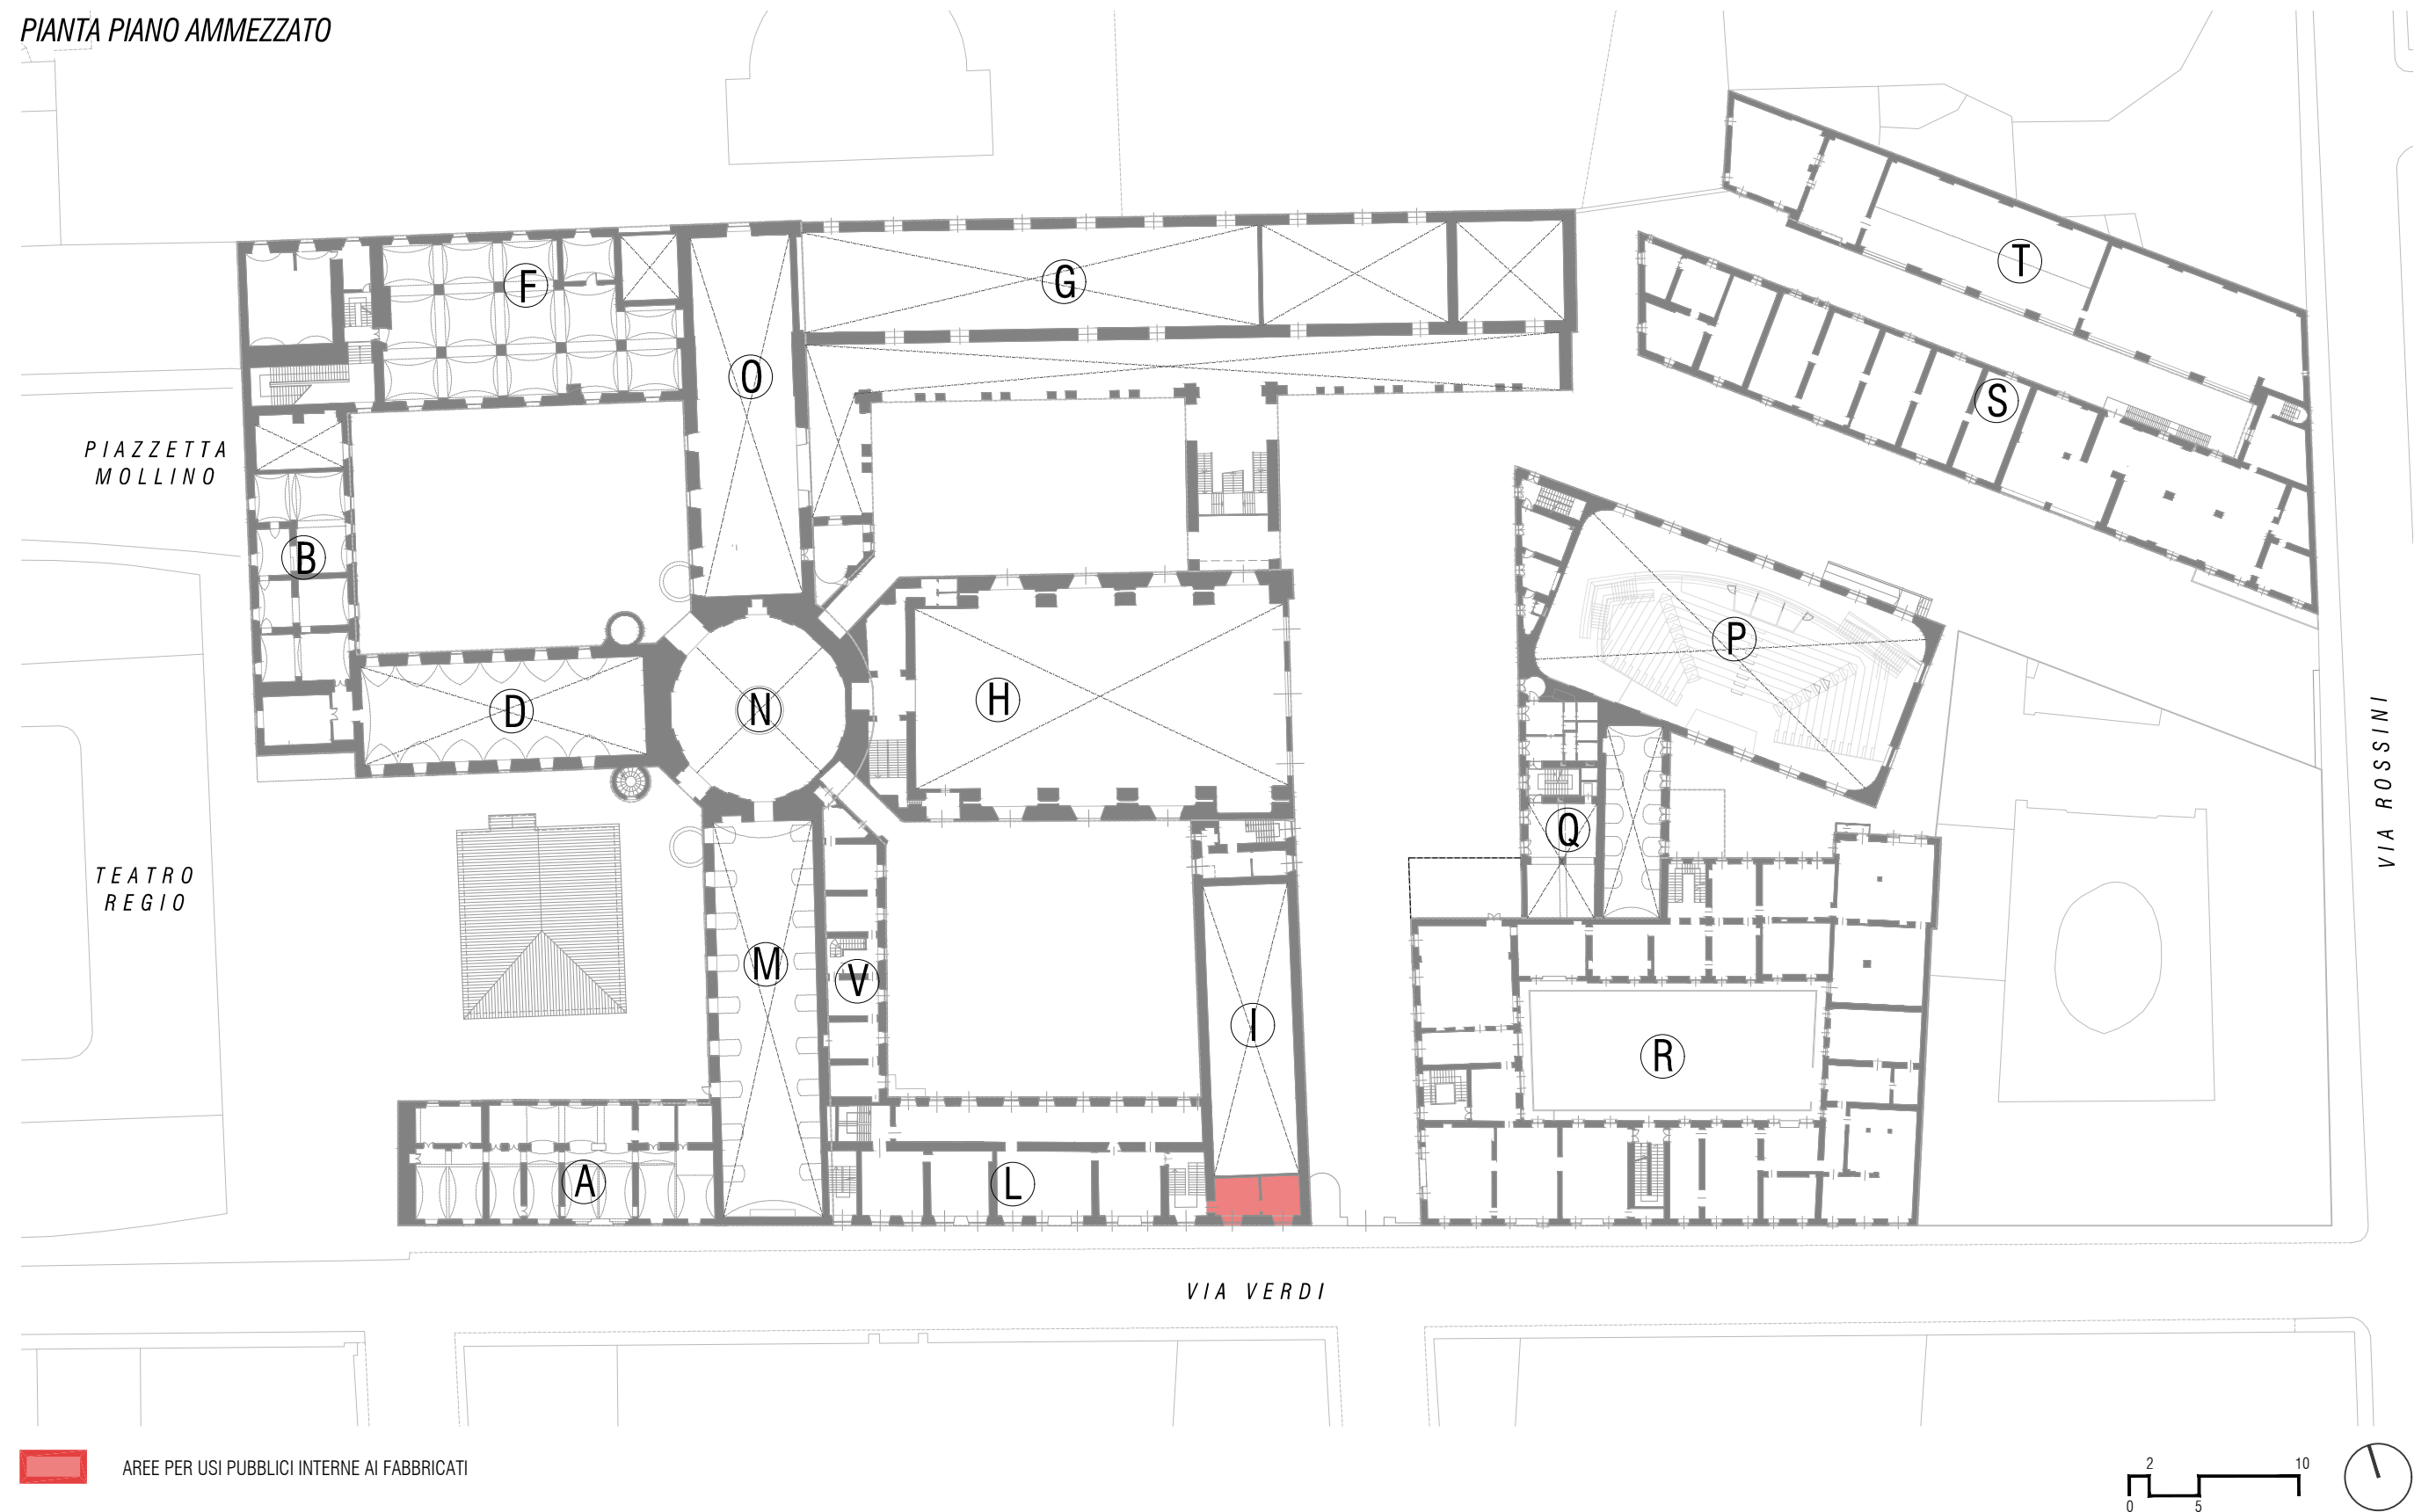 PIANTA PIANO AMMEZZATO
T
F
G
O
S
PIAZZETTA
MOLLINO
B
P
H
D
N
VIA ROSSINI
Q
TEATRO
REGIO
M
V
I
R
A
L
VIA VERDI
AREE PER USI PUBBLICI INTERNE AI FABBRICATI
2 10
0 5